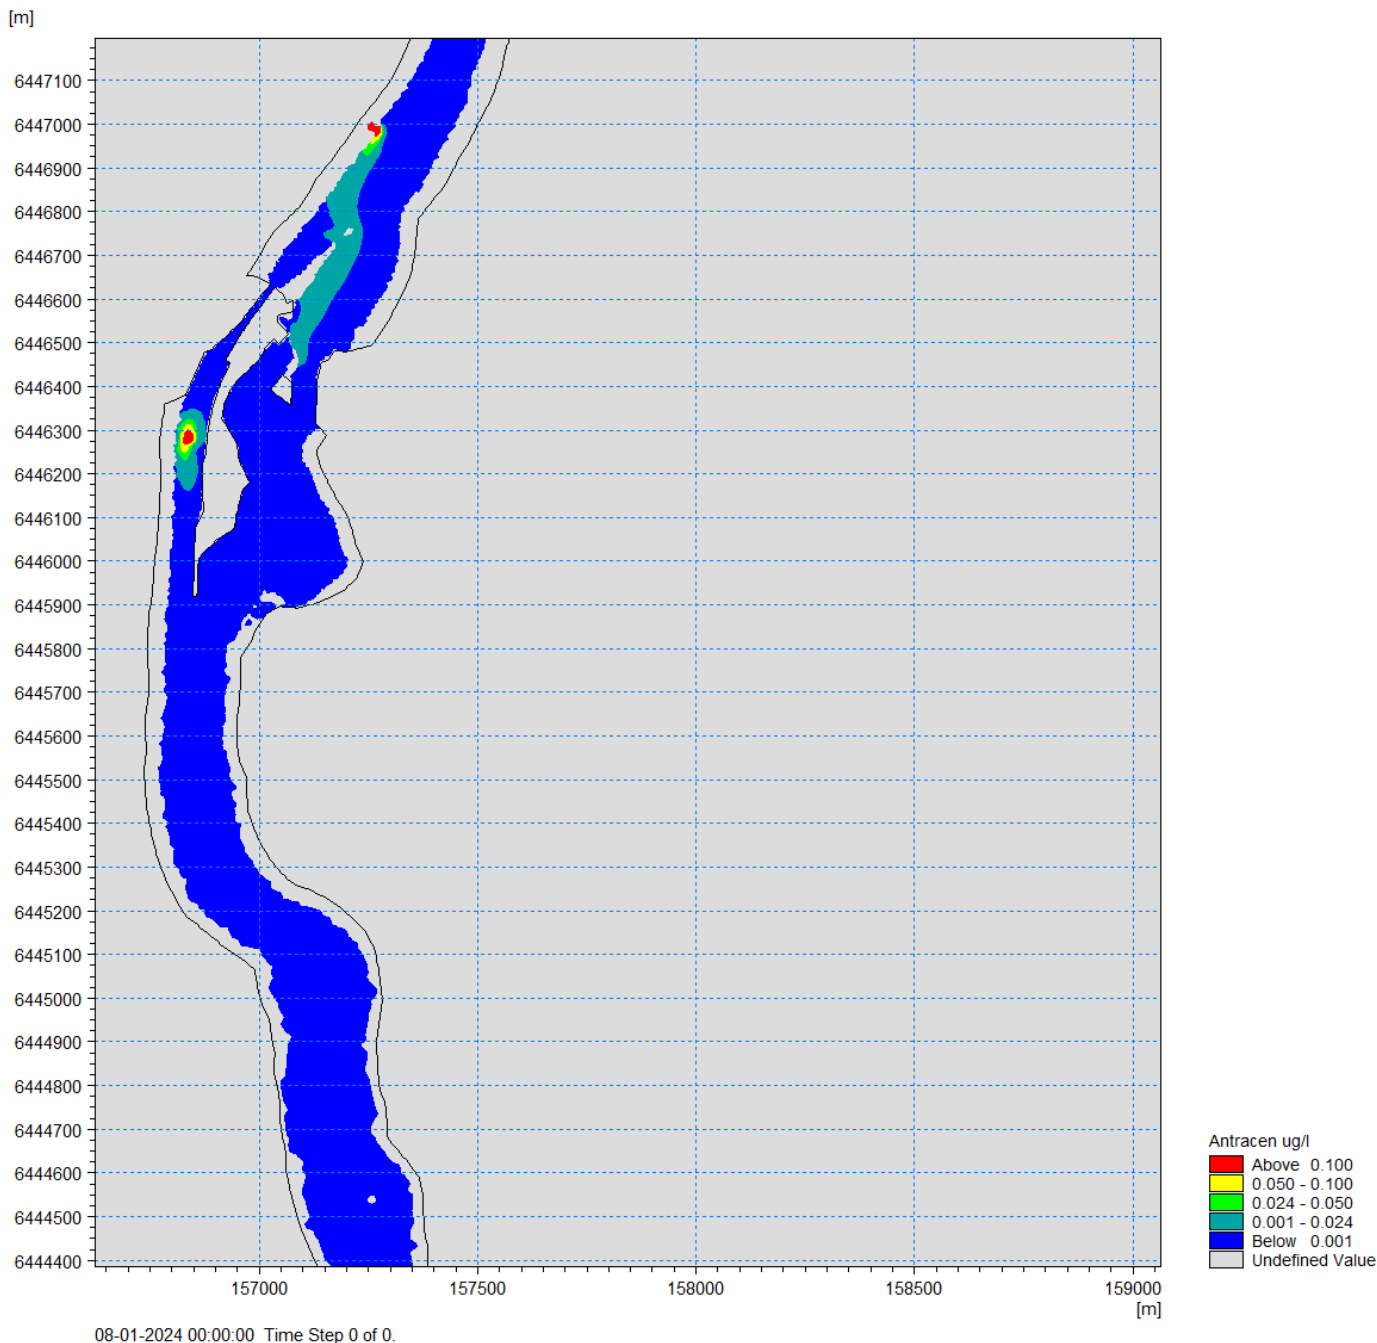 [m]
6447100
6447000
6446900
6446800
6446700
6446600
6446500
6446400
6446300
6446200
6446100
6446000
6445900
6445800
6445700
6445600
6445500
6445400
6445300
6445200
6445100
6445000
6444900
6444800
6444700
6444600
6444500
6444400
157000 157500 158000 158500 159000
[m]
Antracen ug/l
Above 0.100
0.050 - 0.100
0.024 - 0.050
0.001 - 0.024
Below 0.001
Undefined Value
08-01-2024 00:00:00 Time Step 0 of 0.